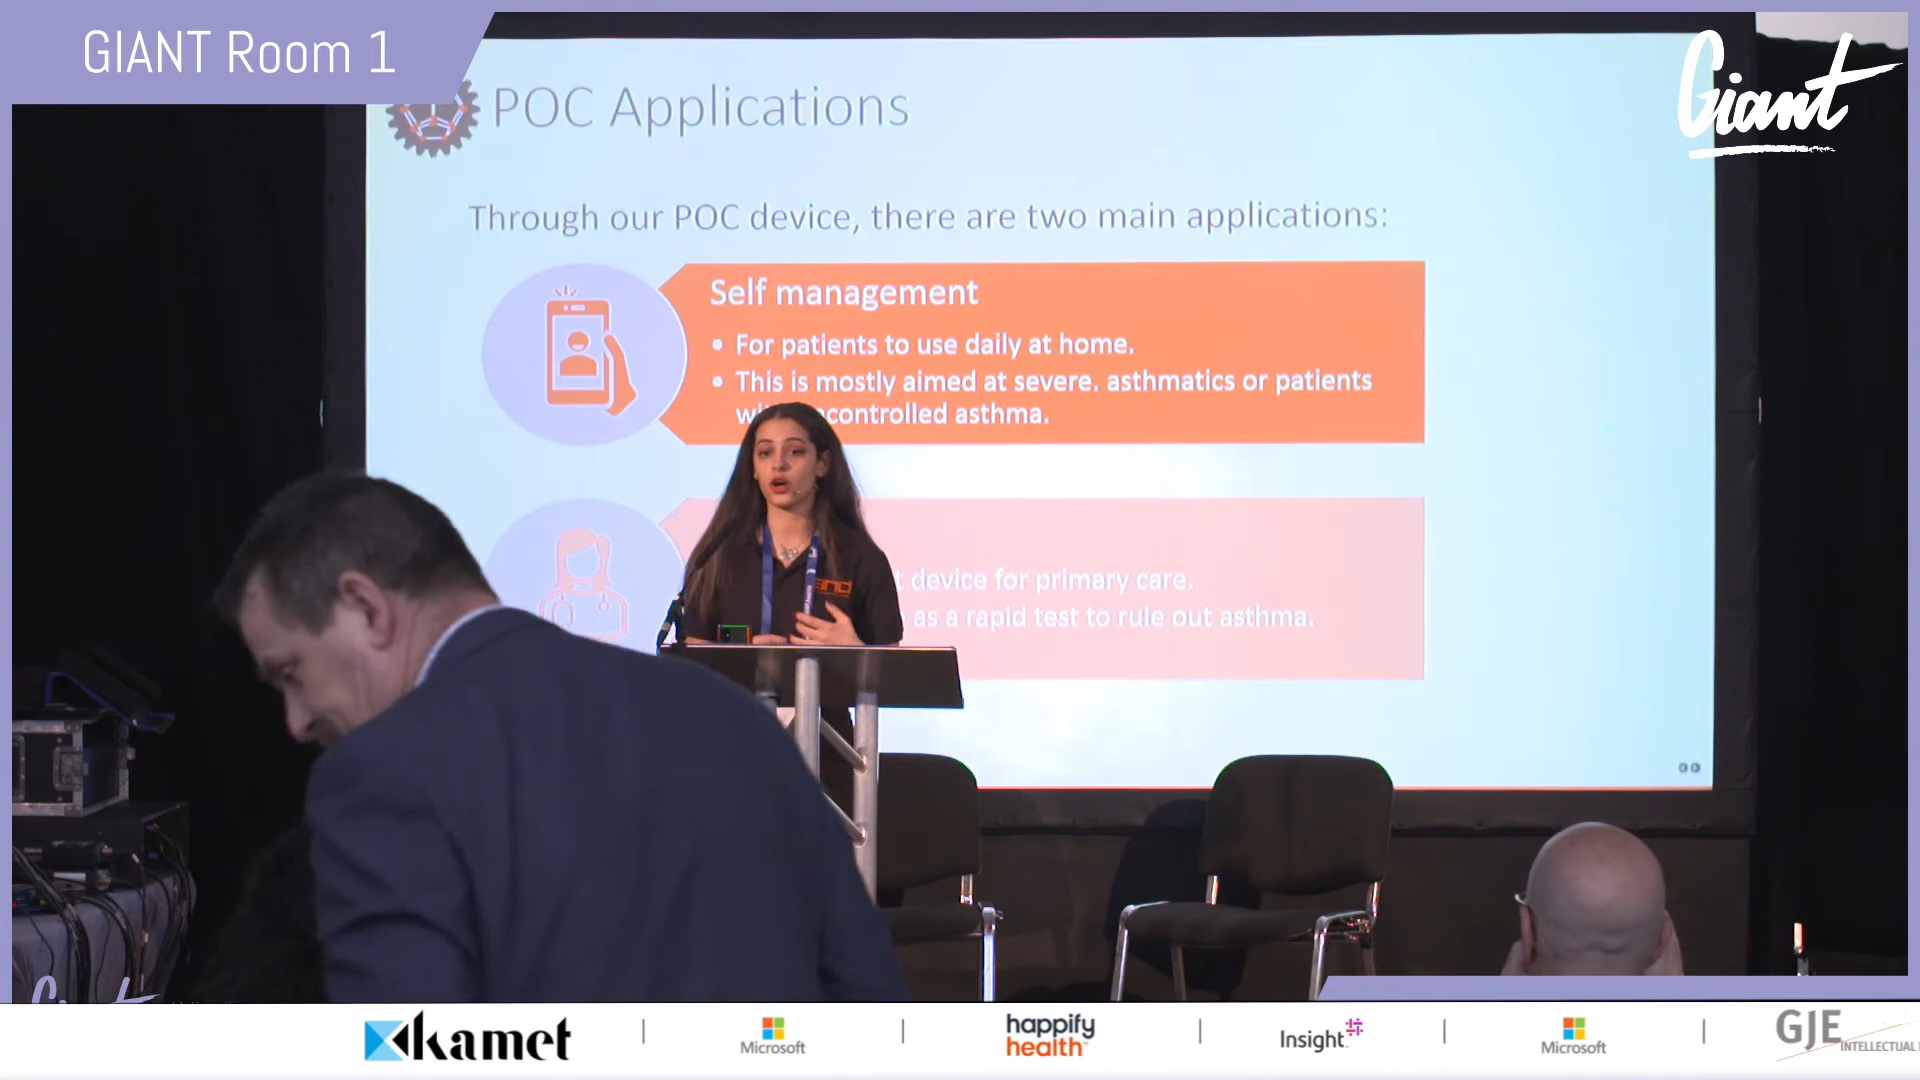 GIANT Room 1
Giant
POC Applications
Through our POC device, there are two main applications:
Self management
• For patients to use daily at home.
• This is mostly aimed at severe. asthmatics or patients
controlled asthma.
device for primary care.
as a rapid test to rule out asthma.
kamet
Microsoft
happify
health
Insight
Microsoft
GJE
INTELLECTUAL